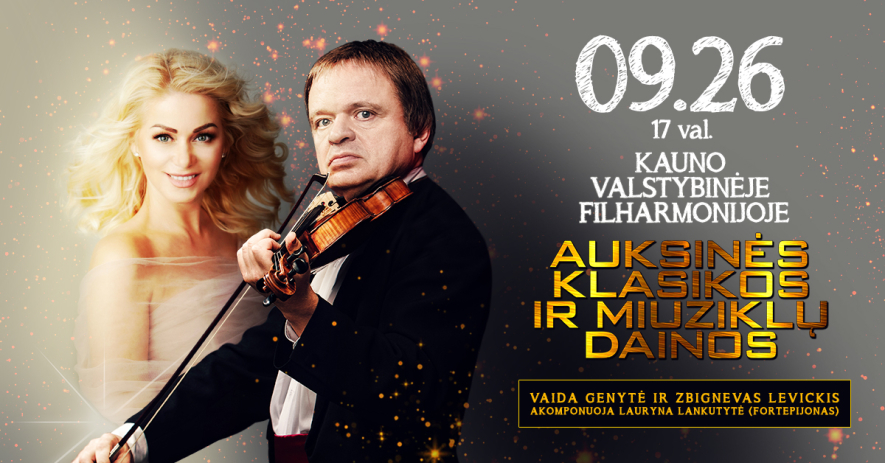 09.26
17 val.
KAUNO
VALSTYBINĖJE
FILHARMONIJOJE
AUKSINĖS
KLASIKOS
IR MIUZIKLŲ
DAINOS
VAIDA GENYTĖ IR ZBIGNEVAS LEVICKIS
AKOMPONUOJA LAURYNA LANKUTYTĖ (FORTEPIJONAS)